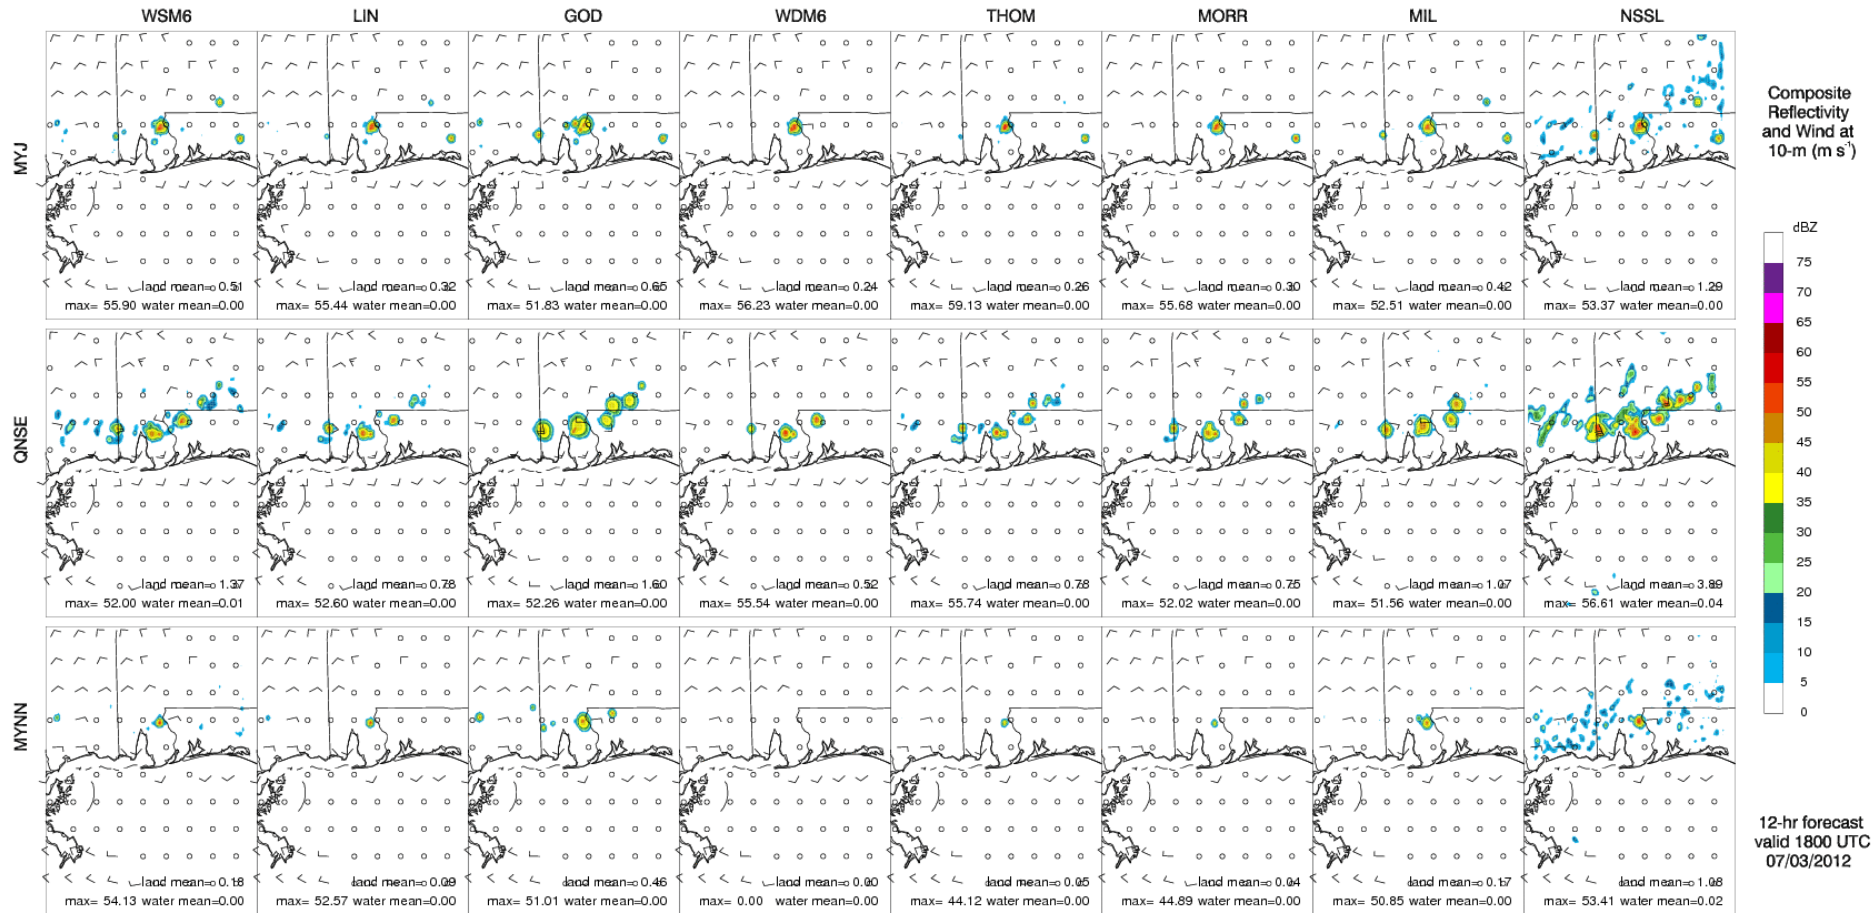 WSM6 LIN GOD WDM6 THOM MORR MIL NSSL
MYJ
land mean= 0.51 land mean= 0.32 land mean= 0.65 land mean= 0.24 land mean= 0.26 land mean= 0.30 land mean= 0.42 land mean= 1.29
max= 55.90 water mean=0.00 max= 55.44 water mean=0.00 max= 51.83 water mean=0.00 max= 56.23 water mean=0.00 max= 59.13 water mean=0.00 max= 55.68 water mean=0.00 max= 52.51 water mean=0.00 max= 53.37 water mean=0.00
QNSE
land mean= 1.37 land mean= 0.78 land mean= 1.60 land mean= 0.52 land mean= 0.78 land mean= 0.75 land mean= 1.07 land mean= 3.89
max= 52.00 water mean=0.01 max= 52.60 water mean=0.00 max= 52.26 water mean=0.00 max= 55.54 water mean=0.00 max= 55.74 water mean=0.00 max= 52.02 water mean=0.00 max= 51.56 water mean=0.00 max= 56.61 water mean=0.04
MYNN
land mean= 0.18 land mean= 0.09 land mean= 0.46 land mean= 0.00 land mean= 0.05 land mean= 0.04 land mean= 0.17 land mean= 1.08
max= 54.13 water mean=0.00 max= 52.57 water mean=0.00 max= 51.01 water mean=0.00 max= 0.00 water mean=0.00 max= 44.12 water mean=0.00 max= 44.89 water mean=0.00 max= 50.85 water mean=0.00 max= 53.41 water mean=0.02
Composite
Reflectivity
and Wind at
10-m (m s⁻¹)
dBZ
75
70
65
60
55
50
45
40
35
30
25
20
15
10
5
0
12-hr forecast
valid 1800 UTC
07/03/2012